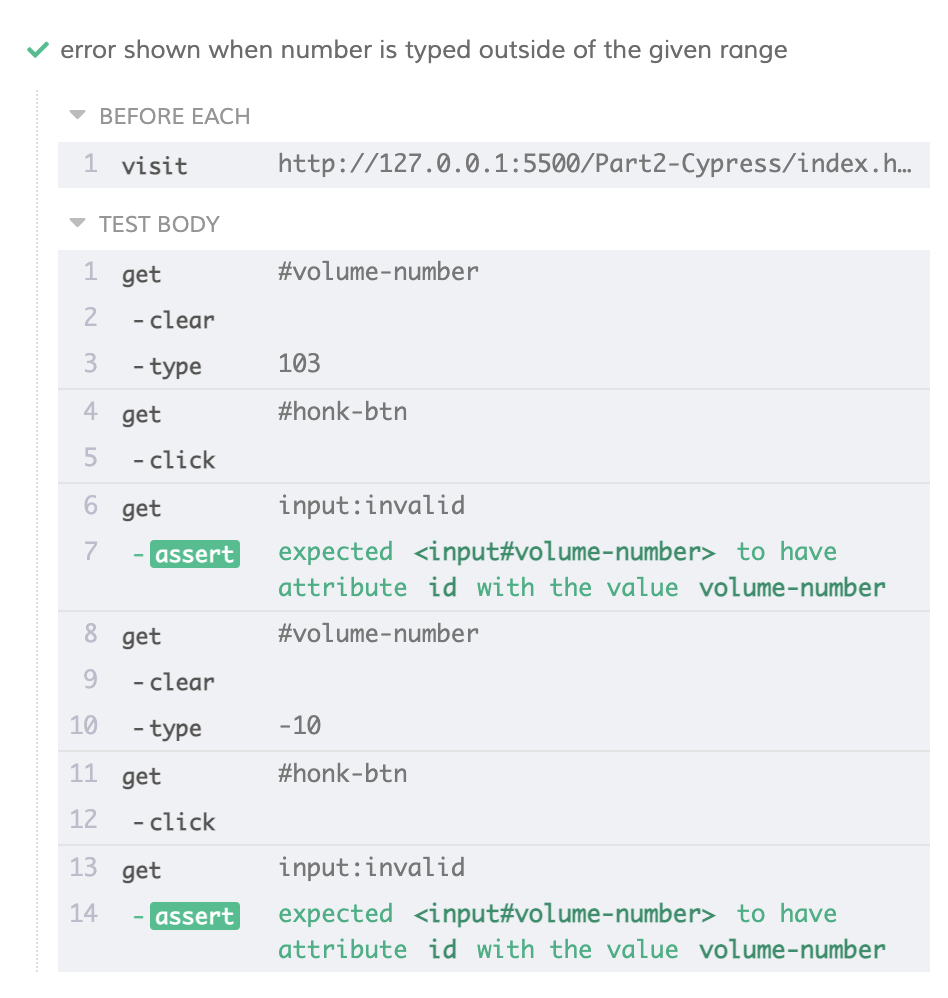 error shown when number is typed outside of the given range
BEFORE EACH
1 visit http://127.0.0.1:5500/Part2-Cypress/index.h…
TEST BODY
1 get #volume-number
2 -clear
3 -type 103
4 get #honk-btn
5 -click
6 get input:invalid
7 -assert expected <input#volume-number> to have
attribute id with the value volume-number
8 get #volume-number
9 -clear
10 -type -10
11 get #honk-btn
12 -click
13 get input:invalid
14 -assert expected <input#volume-number> to have
attribute id with the value volume-number